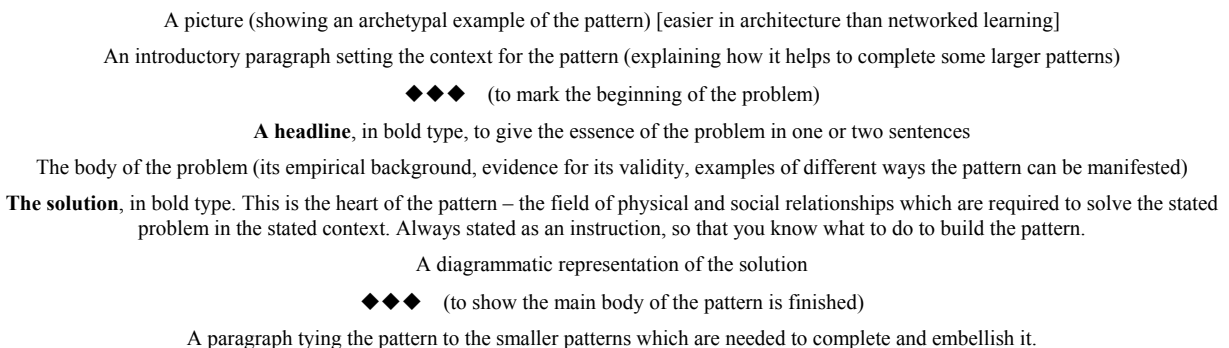 A picture (showing an archetypal example of the pattern) [easier in architecture than networked learning]
An introductory paragraph setting the context for the pattern (explaining how it helps to complete some larger patterns)
◆◆◆ (to mark the beginning of the problem)
A headline, in bold type, to give the essence of the problem in one or two sentences
The body of the problem (its empirical background, evidence for its validity, examples of different ways the pattern can be manifested)
The solution, in bold type. This is the heart of the pattern – the field of physical and social relationships which are required to solve the stated
problem in the stated context. Always stated as an instruction, so that you know what to do to build the pattern.
A diagrammatic representation of the solution
◆◆◆ (to show the main body of the pattern is finished)
A paragraph tying the pattern to the smaller patterns which are needed to complete and embellish it.